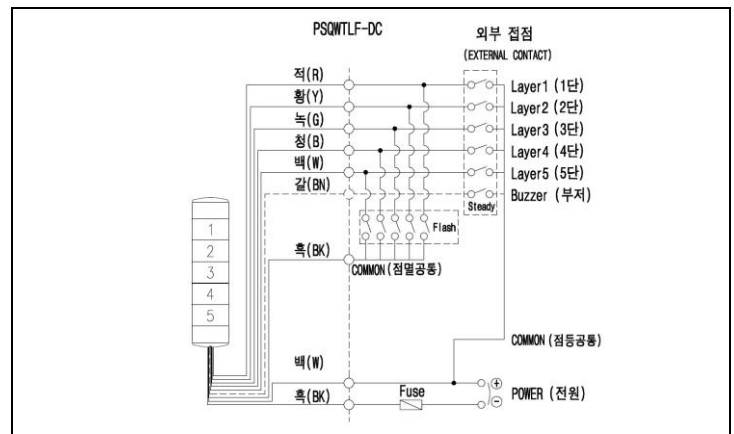 PSQWTLF-DC
외부 접점
(EXTERNAL CONTACT)
적(R)
Layer1 (1단)
황(Y)
Layer2 (2단)
녹(G)
Layer3 (3단)
청(B)
Layer4 (4단)
백(W)
Layer5 (5단)
갈(BN)
Buzzer (부저)
Steady
Flash
1
2
3
4
5
흑(BK)
COMMON (점멸공통)
COMMON (점등공통)
백(W)
흑(BK)
Fuse
+
-
POWER (전원)